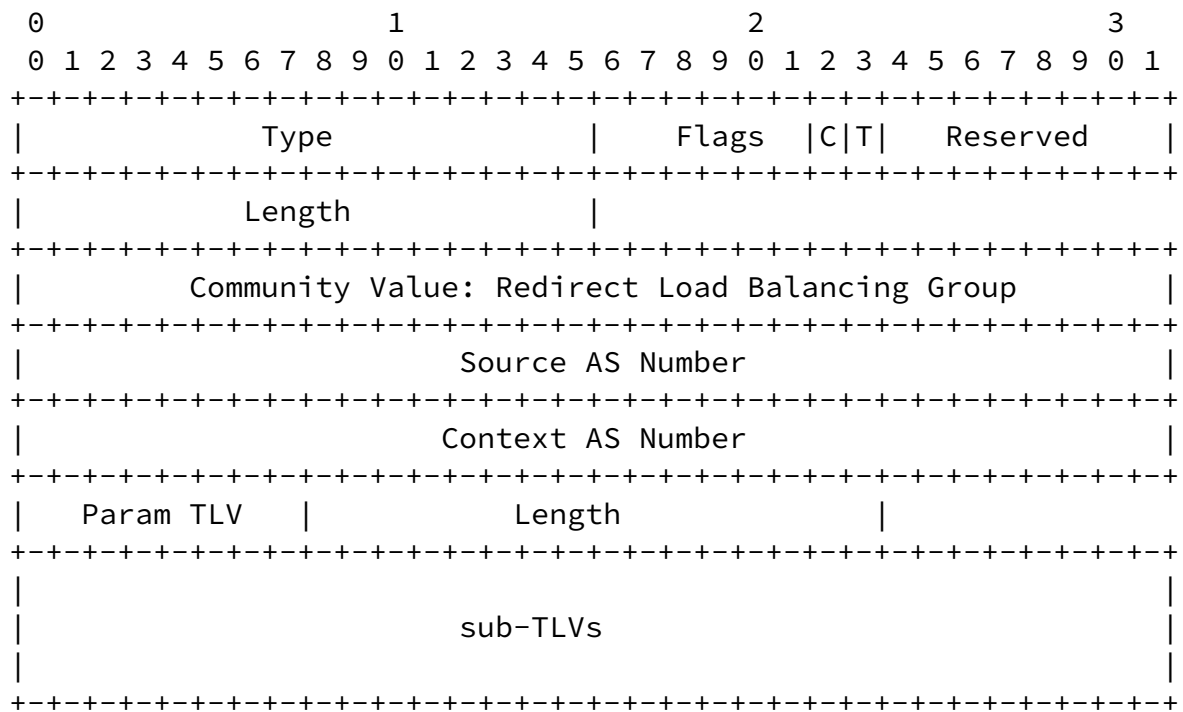 0                   1                   2                   3
 0 1 2 3 4 5 6 7 8 9 0 1 2 3 4 5 6 7 8 9 0 1 2 3 4 5 6 7 8 9 0 1
+-+-+-+-+-+-+-+-+-+-+-+-+-+-+-+-+-+-+-+-+-+-+-+-+-+-+-+-+-+-+-+-+
|             Type              |    Flags  |C|T|   Reserved    |
+-+-+-+-+-+-+-+-+-+-+-+-+-+-+-+-+-+-+-+-+-+-+-+-+-+-+-+-+-+-+-+-+
|            Length             |
+-+-+-+-+-+-+-+-+-+-+-+-+-+-+-+-+-+-+-+-+-+-+-+-+-+-+-+-+-+-+-+-+
|         Community Value: Redirect Load Balancing Group        |
+-+-+-+-+-+-+-+-+-+-+-+-+-+-+-+-+-+-+-+-+-+-+-+-+-+-+-+-+-+-+-+-+
|                        Source AS Number                       |
+-+-+-+-+-+-+-+-+-+-+-+-+-+-+-+-+-+-+-+-+-+-+-+-+-+-+-+-+-+-+-+-+
|                       Context AS Number                       |
+-+-+-+-+-+-+-+-+-+-+-+-+-+-+-+-+-+-+-+-+-+-+-+-+-+-+-+-+-+-+-+-+
|   Param TLV   |           Length              |
+-+-+-+-+-+-+-+-+-+-+-+-+-+-+-+-+-+-+-+-+-+-+-+-+-+-+-+-+-+-+-+-+
|                                                               |
|                        sub-TLVs                               |
|                                                               |
+-+-+-+-+-+-+-+-+-+-+-+-+-+-+-+-+-+-+-+-+-+-+-+-+-+-+-+-+-+-+-+-+